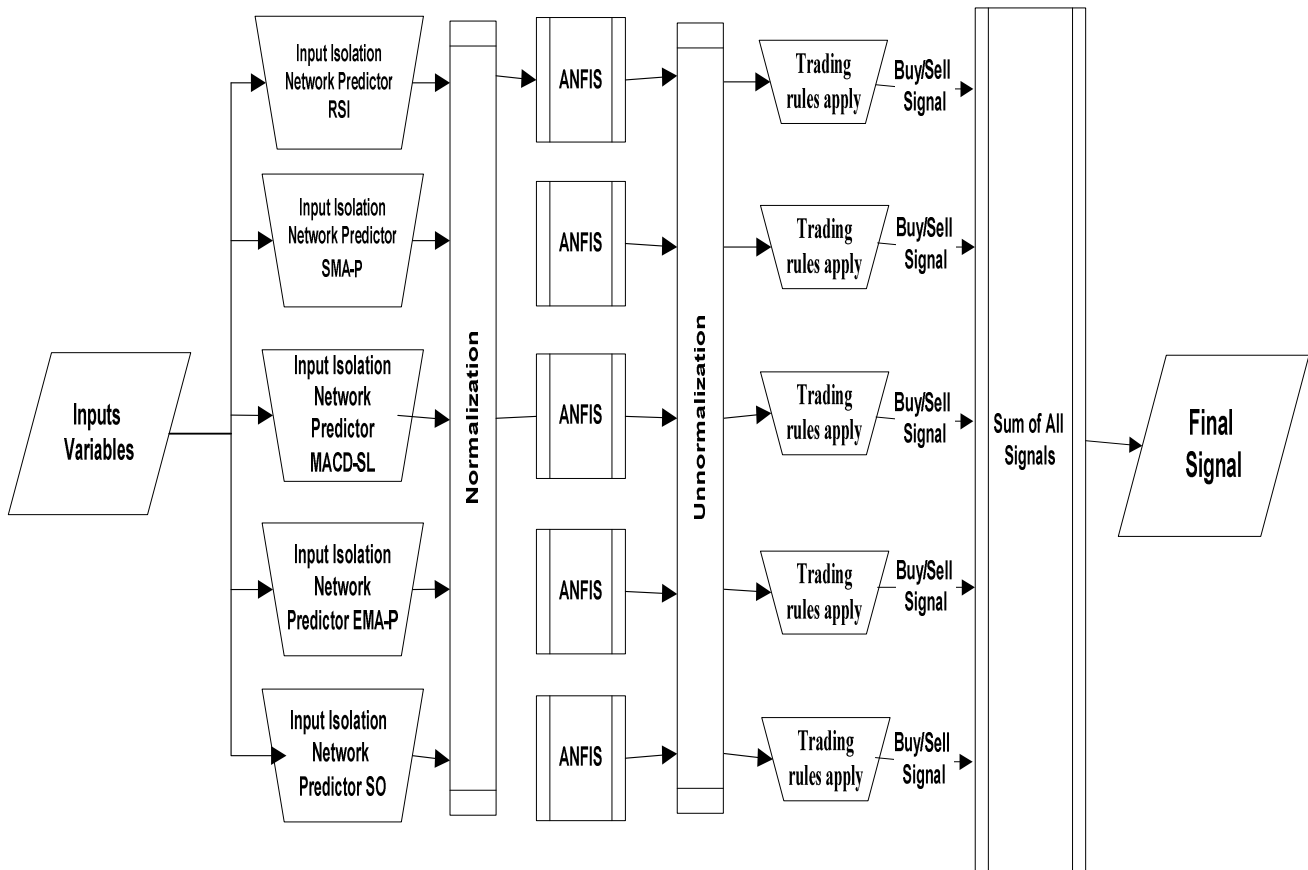 Inputs
Variables
Input Isolation
Network Predictor
RSI
Input Isolation
Network Predictor
SMA-P
Input Isolation
Network
Predictor
MACD-SL
Input Isolation
Network
Predictor EMA-P
Input Isolation
Network
Predictor SO
Normalization
ANFIS
ANFIS
ANFIS
ANFIS
ANFIS
Unnormalization
Trading
rules apply
Trading
rules apply
Trading
rules apply
Trading
rules apply
Trading
rules apply
Buy/Sell
Signal
Buy/Sell
Signal
Buy/Sell
Signal
Buy/Sell
Signal
Buy/Sell
Signal
Sum of All
Signals
Final
Signal